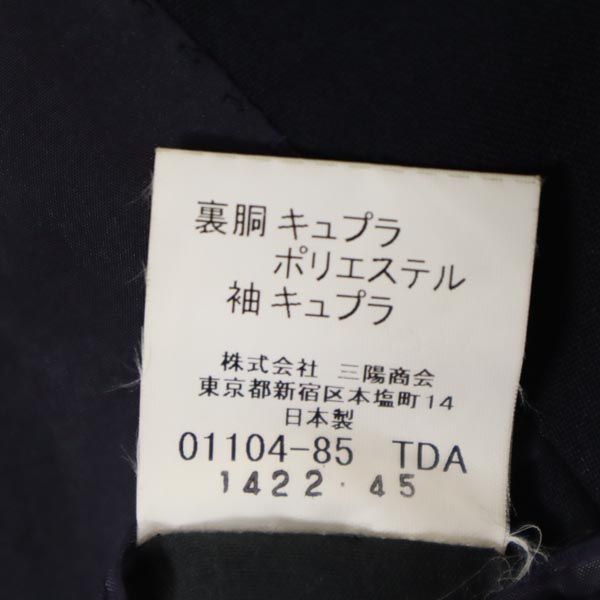 裏胴 キュプラ
ポリエステル
袖 キュプラ
株式会社 三陽商会
東京都新宿区本塩町14
日本製
01104-85 TDA
1422・45